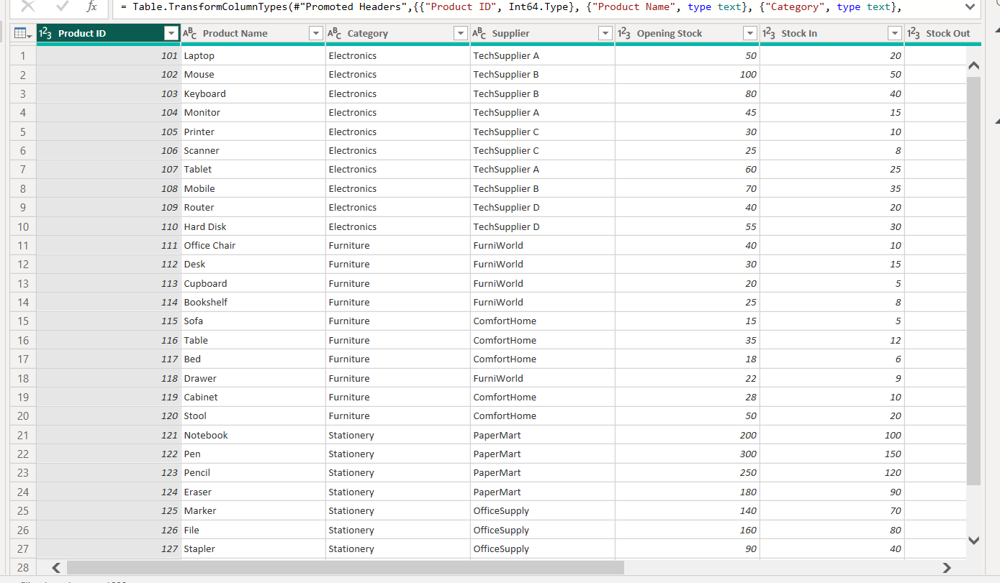 fx = Table.TransformColumnTypes(#"Promoted Headers",{{"Product ID", Int64.Type}, {"Product Name", type text}, {"Category", type text},
123 Product ID ABC Product Name ABC Category ABC Supplier 123 Opening Stock 123 Stock In 123 Stock Out
1 101 Laptop Electronics TechSupplier A 50 20
2 102 Mouse Electronics TechSupplier B 100 50
3 103 Keyboard Electronics TechSupplier B 80 40
4 104 Monitor Electronics TechSupplier A 45 15
5 105 Printer Electronics TechSupplier C 30 10
6 106 Scanner Electronics TechSupplier C 25 8
7 107 Tablet Electronics TechSupplier A 60 25
8 108 Mobile Electronics TechSupplier B 70 35
9 109 Router Electronics TechSupplier D 40 20
10 110 Hard Disk Electronics TechSupplier D 55 30
11 111 Office Chair Furniture FurniWorld 40 10
12 112 Desk Furniture FurniWorld 30 15
13 113 Cupboard Furniture FurniWorld 20 5
14 114 Bookshelf Furniture FurniWorld 25 8
15 115 Sofa Furniture ComfortHome 15 5
16 116 Table Furniture ComfortHome 35 12
17 117 Bed Furniture ComfortHome 18 6
18 118 Drawer Furniture FurniWorld 22 9
19 119 Cabinet Furniture ComfortHome 28 10
20 120 Stool Furniture ComfortHome 50 20
21 121 Notebook Stationery PaperMart 200 100
22 122 Pen Stationery PaperMart 300 150
23 123 Pencil Stationery PaperMart 250 120
24 124 Eraser Stationery PaperMart 180 90
25 125 Marker Stationery OfficeSupply 140 70
26 126 File Stationery OfficeSupply 160 80
27 127 Stapler Stationery OfficeSupply 90 40
28